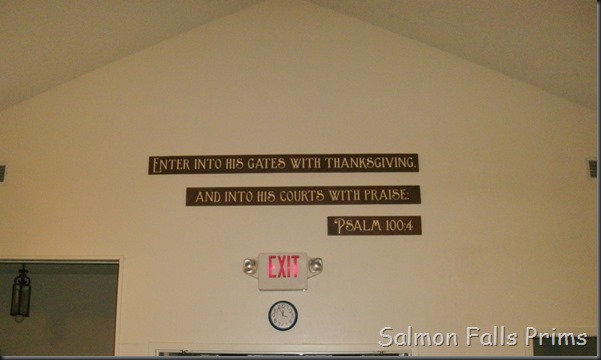 ENTER INTO HIS GATES WITH THANKSGIVING,
AND INTO HIS COURTS WITH PRAISE:
PSALM 100:4
EXIT
Salmon Falls Prims